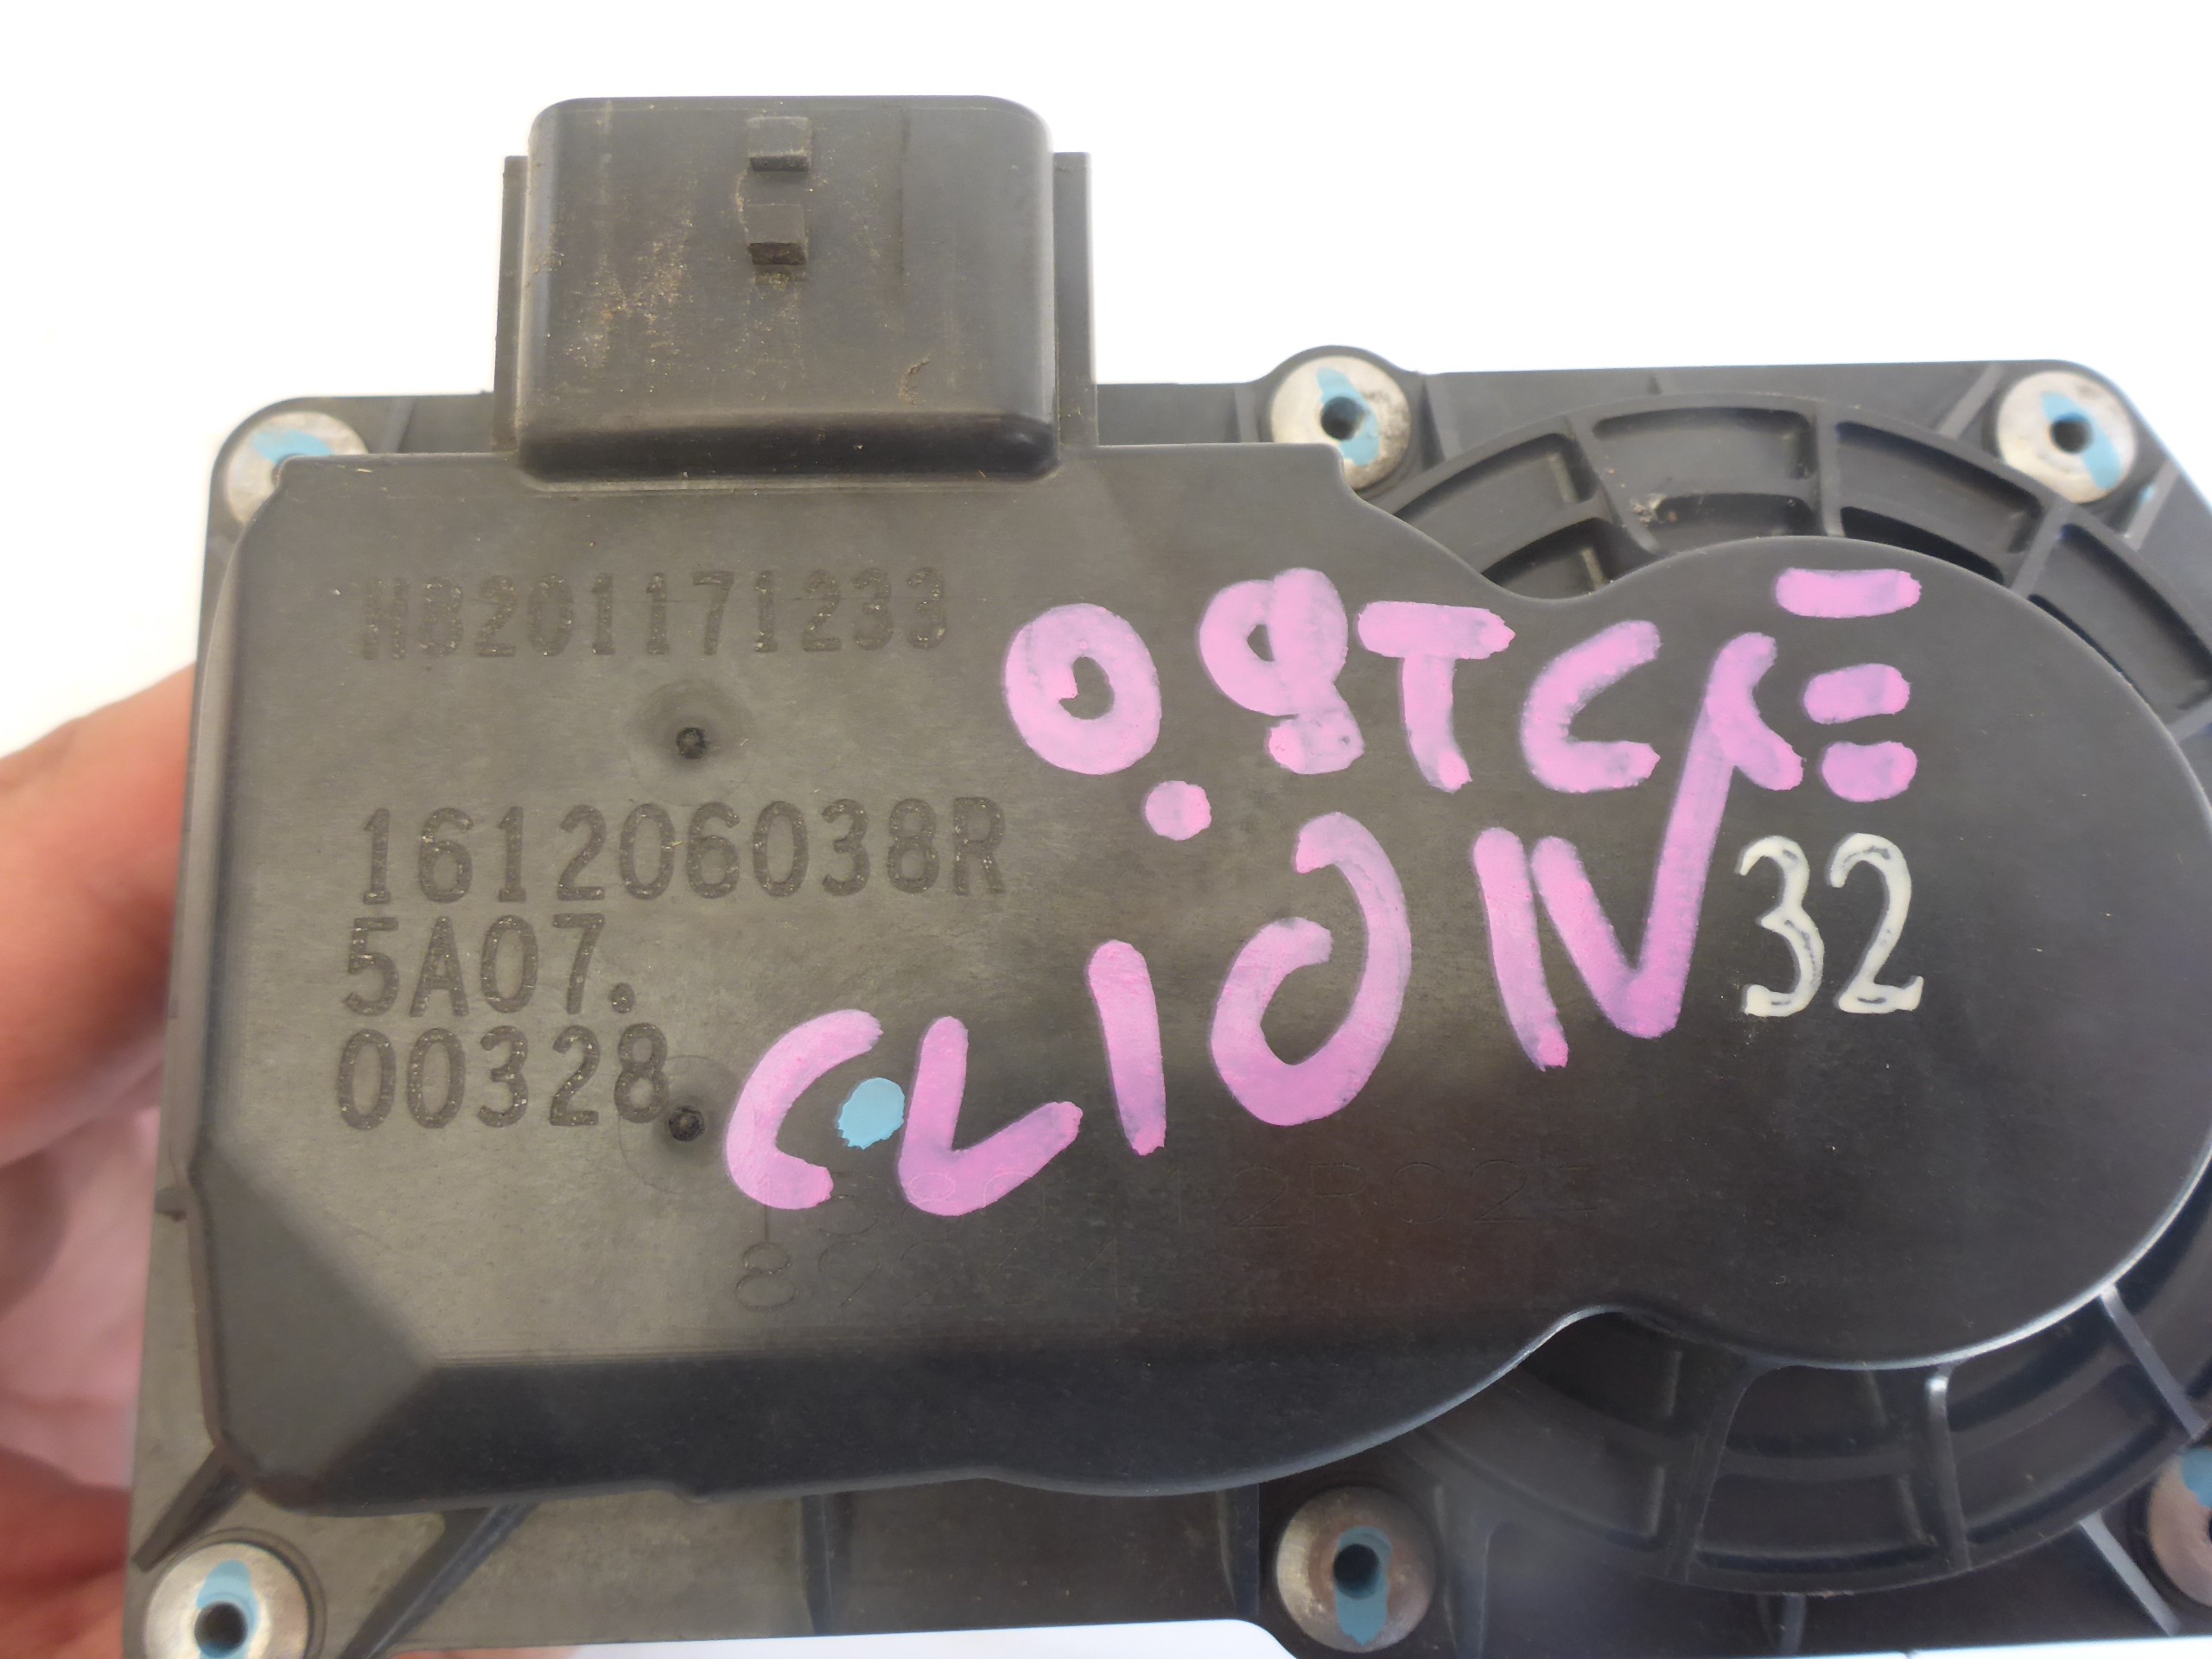 H8201171233
161206038R
5A07.
00328
0.9TCE
CLIO IV
32